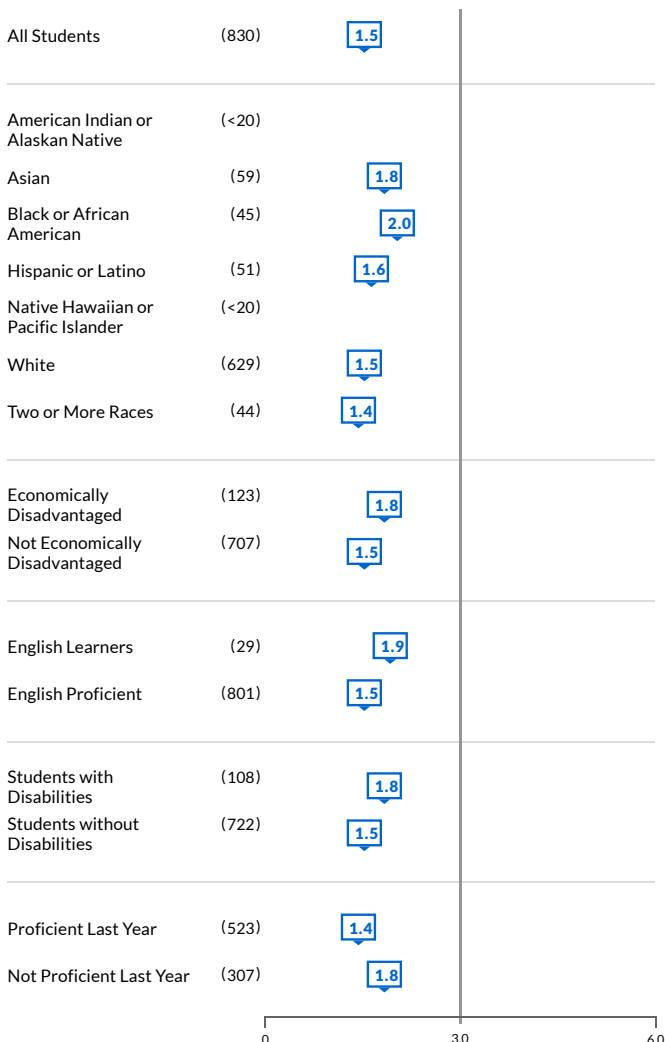 All Students (830) 1.5
American Indian or (<20)
Alaskan Native
Asian (59) 1.8
Black or African (45) 2.0
American
Hispanic or Latino (51) 1.6
Native Hawaiian or (<20)
Pacific Islander
White (629) 1.5
Two or More Races (44) 1.4
Economically (123) 1.8
Disadvantaged
Not Economically (707) 1.5
Disadvantaged
English Learners (29) 1.9
English Proficient (801) 1.5
Students with (108) 1.8
Disabilities
Students without (722) 1.5
Disabilities
Proficient Last Year (523) 1.4
Not Proficient Last Year (307) 1.8
0 3.0 6.0